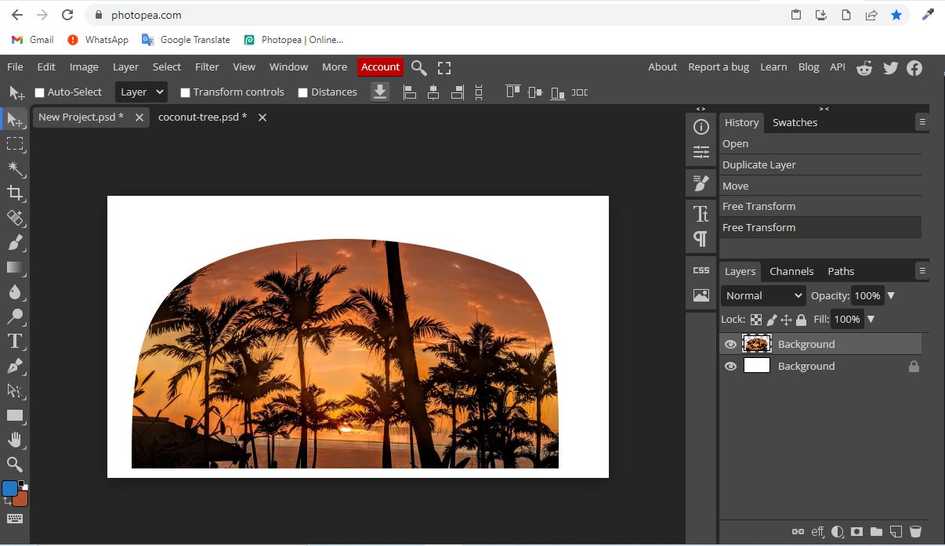 photopea.com
Gmail WhatsApp Google Translate Photopea | Online...
File Edit Image Layer Select Filter View Window More Account About Report a bug Learn Blog API
Auto-Select Layer Transform controls Distances
New Project.psd * coconut-tree.psd *
History Swatches
Open
Duplicate Layer
Move
Free Transform
Free Transform
CSS
Layers Channels Paths
Normal Opacity: 100%
Lock: Fill: 100%
Background
Background
eff